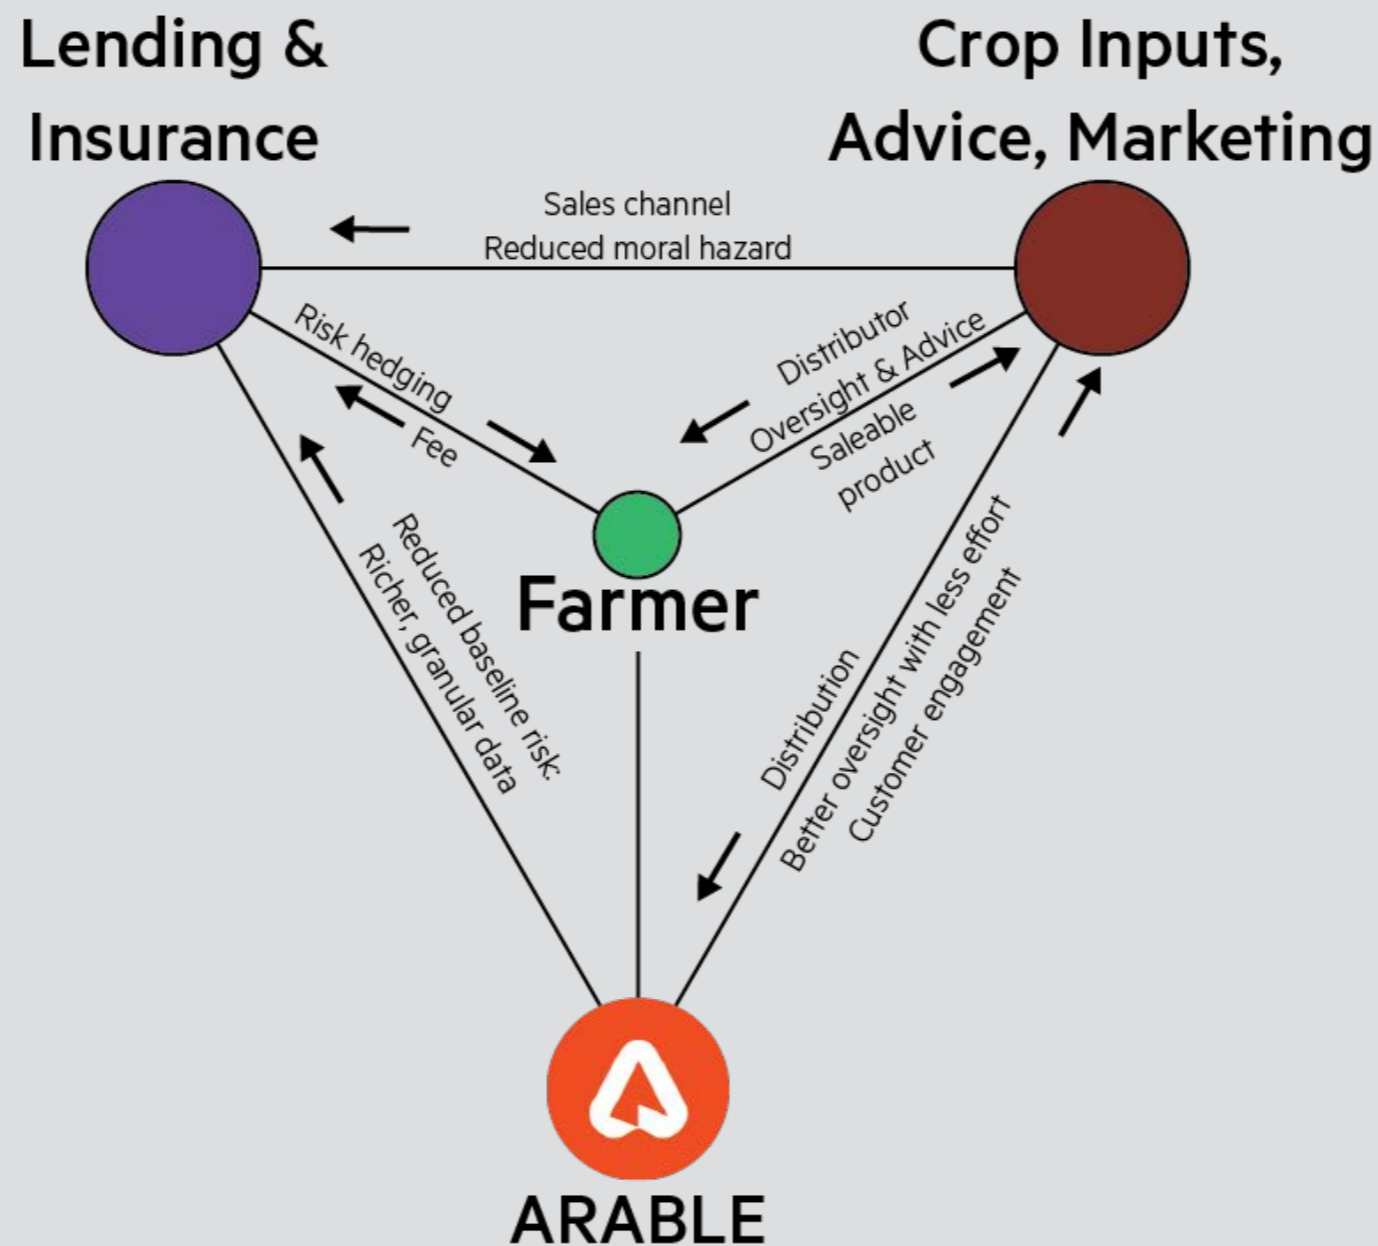 Lending &
Insurance
Crop Inputs,
Advice, Marketing
Sales channel
Reduced moral hazard
Risk hedging
Fee
Distributor
Oversight & Advice
Saleable
product
Farmer
Reduced baseline risk:
Richer, granular data
Distribution
Better oversight with less effort
Customer engagement
ARABLE